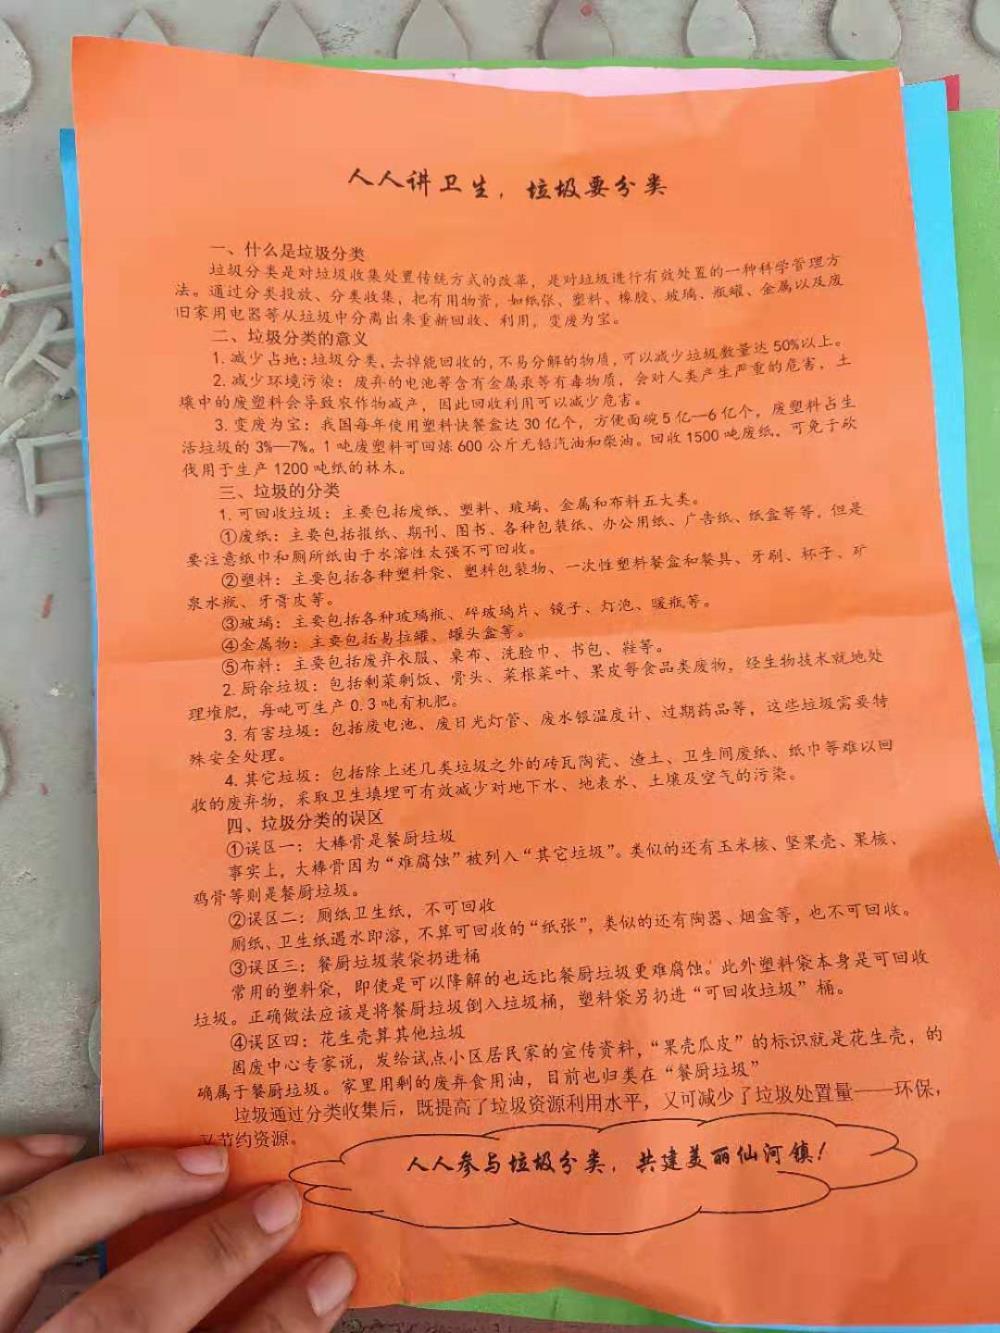 人人讲卫生，垃圾要分类
一、什么是垃圾分类
垃圾分类是对垃圾收集处置传统方式的改革，是对垃圾进行有效处置的一种科学管理方
法。通过分类投放、分类收集，把有用物资，如纸张、塑料、橡胶、玻璃、瓶罐、金属以及废
旧家用电器等从垃圾中分离出来重新回收、利用，变废为宝。
二、垃圾分类的意义
1.减少占地：垃圾分类，去掉能回收的，不易分解的物质，可以减少垃圾数量达50%以上。
2.减少环境污染：废弃的电池等含有金属汞等有毒物质，会对人类产生严重的危害，土
壤中的废塑料会导致农作物减产，因此回收利用可以减少危害。
3.变废为宝：我国每年使用塑料快餐盒达30亿个，方便面碗5亿—6亿个，废塑料占生
活垃圾的3%—7%。1吨废塑料可回炼600公斤无铅汽油和柴油。回收1500吨废纸，可免于砍
伐用于生产1200吨纸的林木。
三、垃圾的分类
1.可回收垃圾：主要包括废纸、塑料、玻璃、金属和布料五大类。
①废纸：主要包括报纸、期刊、图书、各种包装纸、办公用纸、广告纸、纸盒等等，但是
要注意纸巾和厕所纸由于水溶性太强不可回收。
②塑料：主要包括各种塑料袋、塑料包装物、一次性塑料餐盒和餐具、牙刷、杯子、矿
泉水瓶、牙膏皮等。
③玻璃：主要包括各种玻璃瓶、碎玻璃片、镜子、灯泡、暖瓶等。
④金属物：主要包括易拉罐、罐头盒等。
⑤布料：主要包括废弃衣服、桌布、洗脸巾、书包、鞋等。
2.厨余垃圾：包括剩菜剩饭、骨头、菜根菜叶、果皮等食品类废物，经生物技术就地处
理堆肥，每吨可生产0.3吨有机肥。
3.有害垃圾：包括废电池、废日光灯管、废水银温度计、过期药品等，这些垃圾需要特
殊安全处理。
4.其它垃圾：包括除上述几类垃圾之外的砖瓦陶瓷、渣土、卫生间废纸、纸巾等难以回
收的废弃物，采取卫生填埋可有效减少对地下水、地表水、土壤及空气的污染。
四、垃圾分类的误区
①误区一：大棒骨是餐厨垃圾
事实上，大棒骨因为“难腐蚀”被列入“其它垃圾”。类似的还有玉米核、坚果壳、果核、
鸡骨等则是餐厨垃圾。
②误区二：厕纸卫生纸，不可回收
厕纸、卫生纸遇水即溶，不算可回收的“纸张”，类似的还有陶器、烟盒等，也不可回收。
③误区三：餐厨垃圾装袋扔进桶
常用的塑料袋，即使是可以降解的也远比餐厨垃圾更难腐蚀。此外塑料袋本身是可回收
垃圾。正确做法应该是将餐厨垃圾倒入垃圾桶，塑料袋另扔进“可回收垃圾”桶。
④误区四：花生壳算其他垃圾
固废中心专家说，发给试点小区居民家的宣传资料，“果壳瓜皮”的标识就是花生壳，的
确属于餐厨垃圾。家里用剩的废弃食用油，目前也归类在“餐厨垃圾”
垃圾通过分类收集后，既提高了垃圾资源利用水平，又可减少了垃圾处置量——环保，
又节约资源。
人人参与垃圾分类，共建美丽仙河镇！